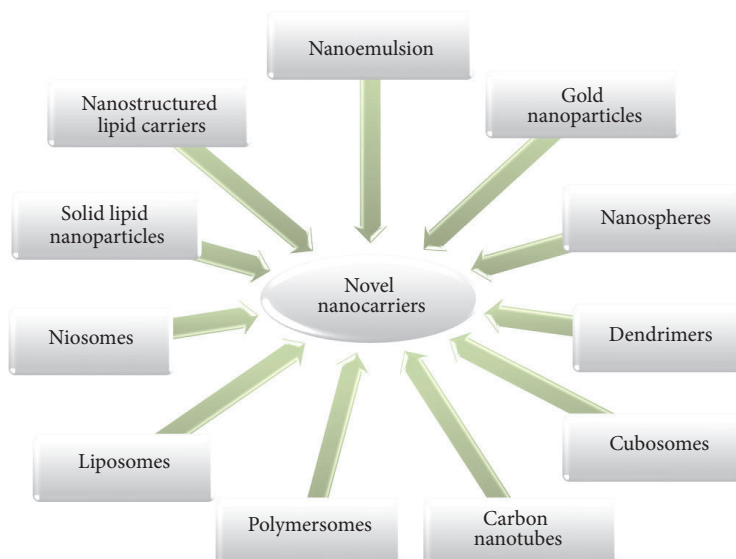 Nanoemulsion
Gold
nanoparticles
Nanospheres
Dendrimers
Cubosomes
Carbon
nanotubes
Polymersomes
Liposomes
Niosomes
Solid lipid
nanoparticles
Nanostructured
lipid carriers
Novel
nanocarriers